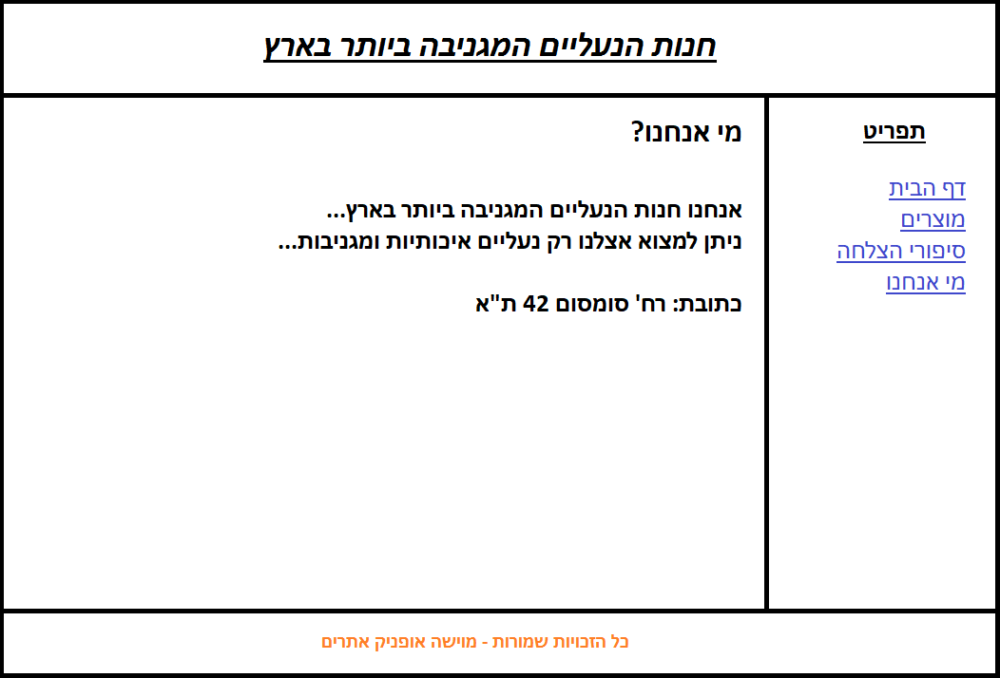 חנות הנעליים המגניבה ביותר בארץ
תפריט
דף הבית
מוצרים
סיפורי הצלחה
מי אנחנו
מי אנחנו?
אנחנו חנות הנעליים המגניבה ביותר בארץ...
ניתן למצוא אצלנו רק נעליים איכותיות ומגניבות...
כתובת: רח' סומסום 42 ת"א
כל הזכויות שמורות - מוישה אופניק אתרים